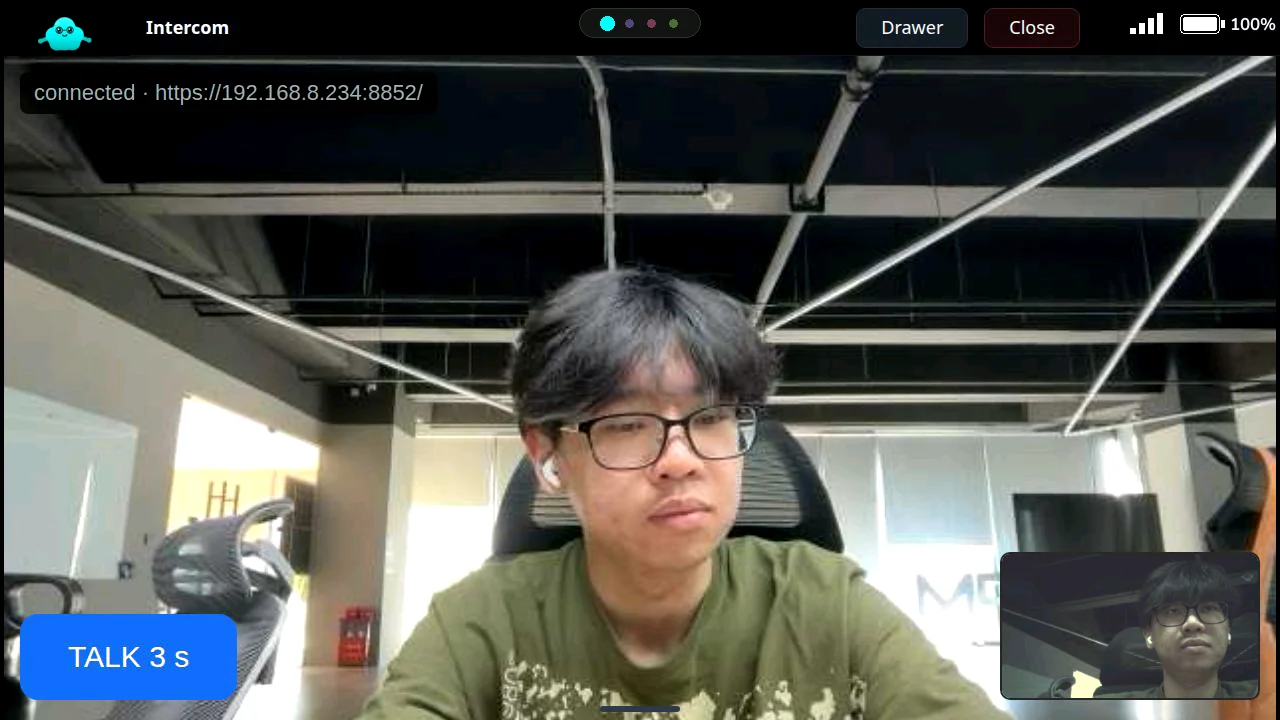 Intercom
Drawer
Close
100%
connected · https://192.168.8.234:8852/
TALK 3 s